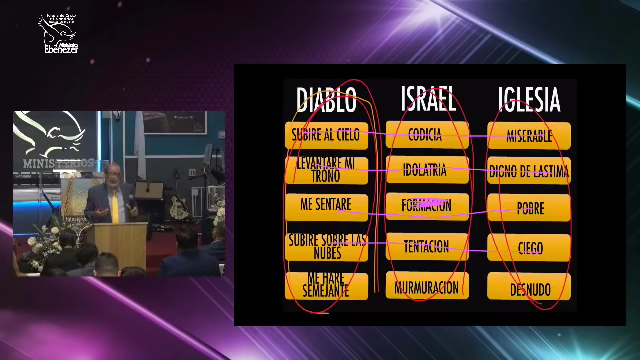 Ebenezer
MINISTERIOS
DIABLO
ISRAEL
IGLESIA
SUBIRE AL CIELO
CODICIA
MISERABLE
LEVANTARE MI
TRONO
IDOLATRIA
DIGNO DE LASTIMA
ME SENTARE
FORMACION
POBRE
SUBIRE SOBRE LAS
NUBES
TENTACION
CIEGO
ME HARE
SEMEJANTE
MURMURACION
DESNUDO